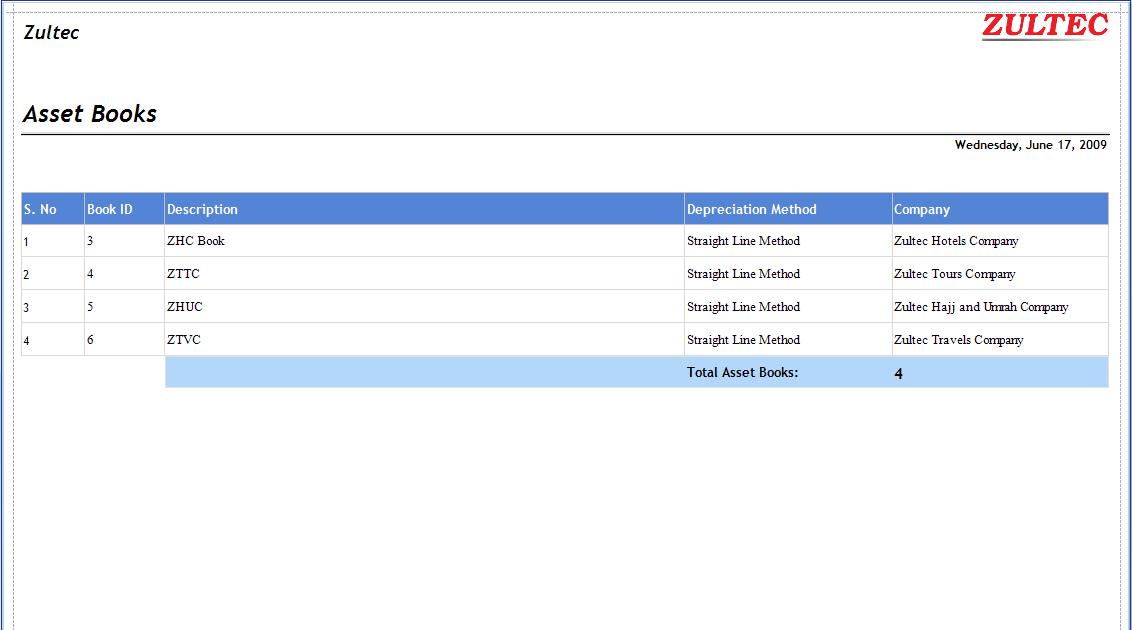 Zultec
ZULTEC
Asset Books
Wednesday, June 17, 2009
S. No Book ID Description Depreciation Method Company
1 3 ZHC Book Straight Line Method Zultec Hotels Company
2 4 ZTTC Straight Line Method Zultec Tours Company
3 5 ZHUC Straight Line Method Zultec Hajj and Umrah Company
4 6 ZTVC Straight Line Method Zultec Travels Company
Total Asset Books: 4